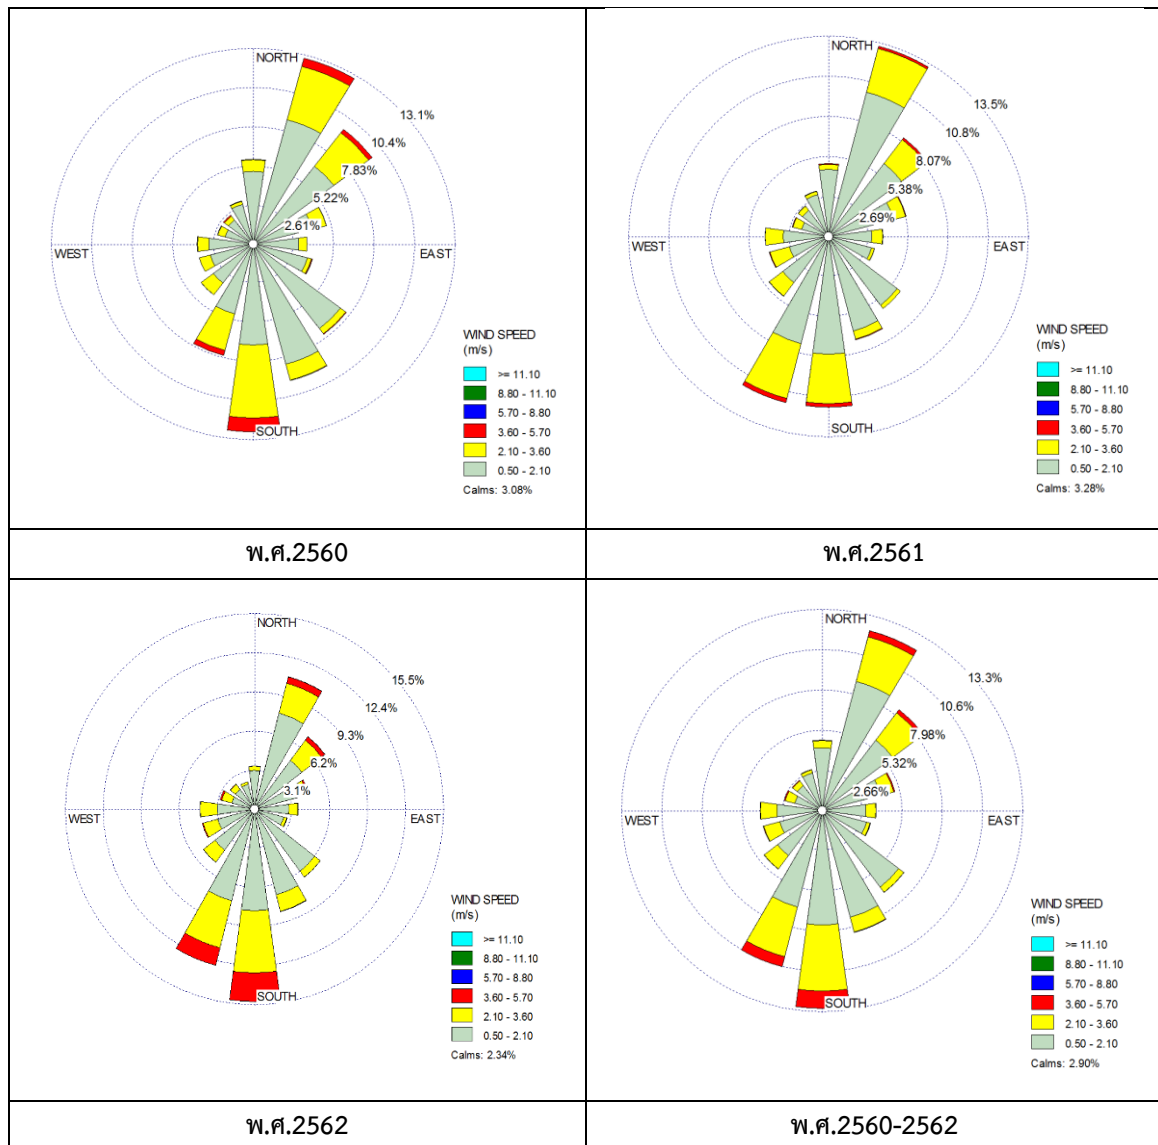 NORTH
13.1%
10.4%
7.83%
5.22%
2.61%
WEST
EAST
SOUTH
WIND SPEED
(m/s)
>= 11.10
8.80 - 11.10
5.70 - 8.80
3.60 - 5.70
2.10 - 3.60
0.50 - 2.10
Calms: 3.08%
พ.ศ.2560
NORTH
13.5%
10.8%
8.07%
5.38%
2.69%
WEST
EAST
SOUTH
WIND SPEED
(m/s)
>= 11.10
8.80 - 11.10
5.70 - 8.80
3.60 - 5.70
2.10 - 3.60
0.50 - 2.10
Calms: 3.28%
พ.ศ.2561
NORTH
15.5%
12.4%
9.3%
6.2%
3.1%
WEST
EAST
SOUTH
WIND SPEED
(m/s)
>= 11.10
8.80 - 11.10
5.70 - 8.80
3.60 - 5.70
2.10 - 3.60
0.50 - 2.10
Calms: 2.34%
พ.ศ.2562
NORTH
13.3%
10.6%
7.98%
5.32%
2.66%
WEST
EAST
SOUTH
WIND SPEED
(m/s)
>= 11.10
8.80 - 11.10
5.70 - 8.80
3.60 - 5.70
2.10 - 3.60
0.50 - 2.10
Calms: 2.90%
พ.ศ.2560-2562